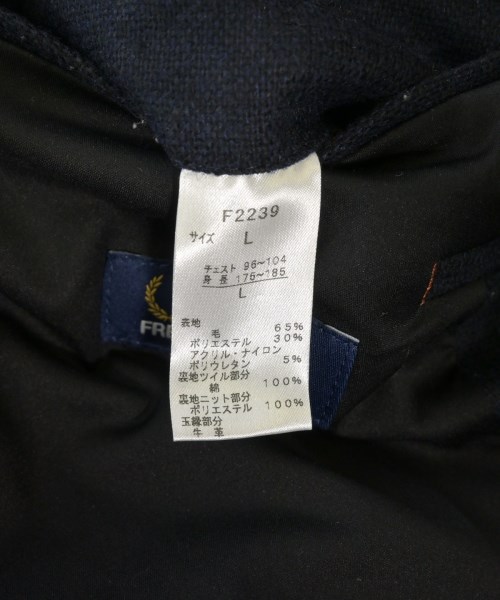 F2239
サイズ L
チェスト 96~104
身長 175~185
L
表地
毛 65%
ポリエステル 30%
アクリル・ナイロン
ポリウレタン 5%
裏地ツイル部分
綿 100%
裏地ニット部分
ポリエステル 100%
玉縁部分
牛革
FRE